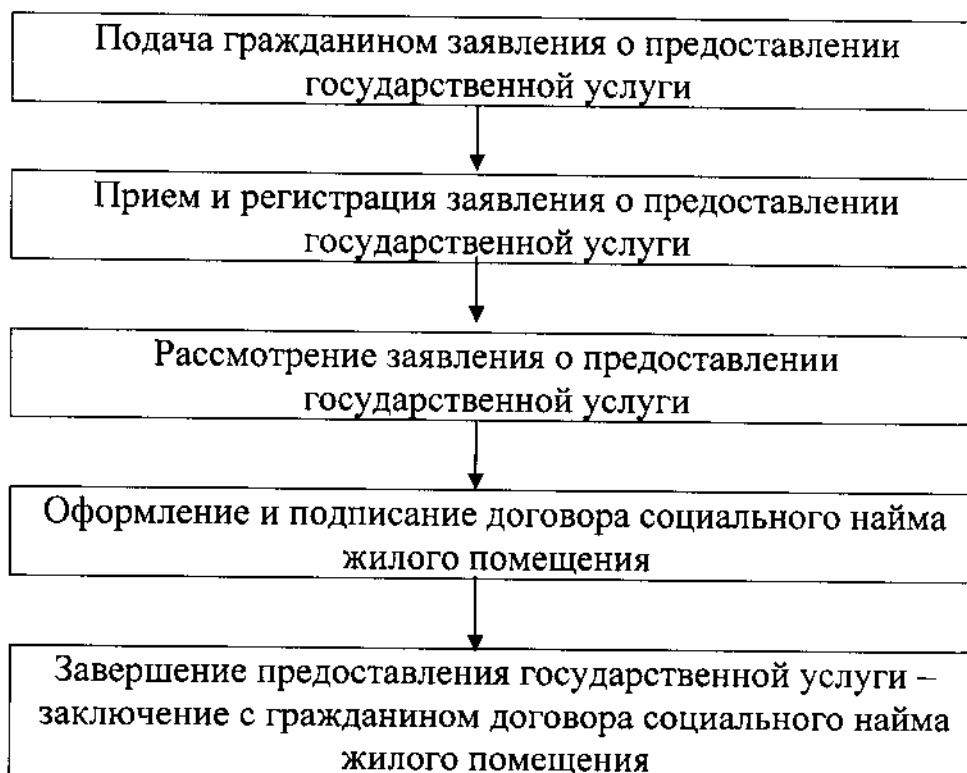 Подача гражданином заявления о предоставлении
государственной услуги
Прием и регистрация заявления о предоставлении
государственной услуги
Рассмотрение заявления о предоставлении
государственной услуги
Оформление и подписание договора социального найма
жилого помещения
Завершение предоставления государственной услуги –
заключение с гражданином договора социального найма
жилого помещения